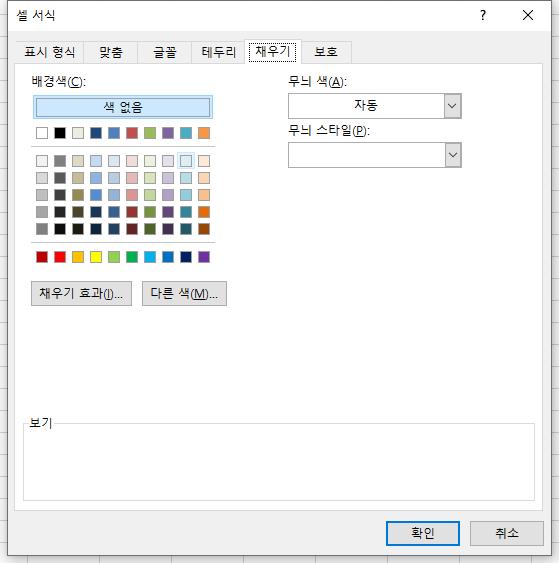 셀 서식
?
표시 형식 맞춤 글꼴 테두리 채우기 보호
배경색(C):
색 없음
무늬 색(A):
자동
무늬 스타일(P):
채우기 효과(I)... 다른 색(M)...
보기
확인 취소